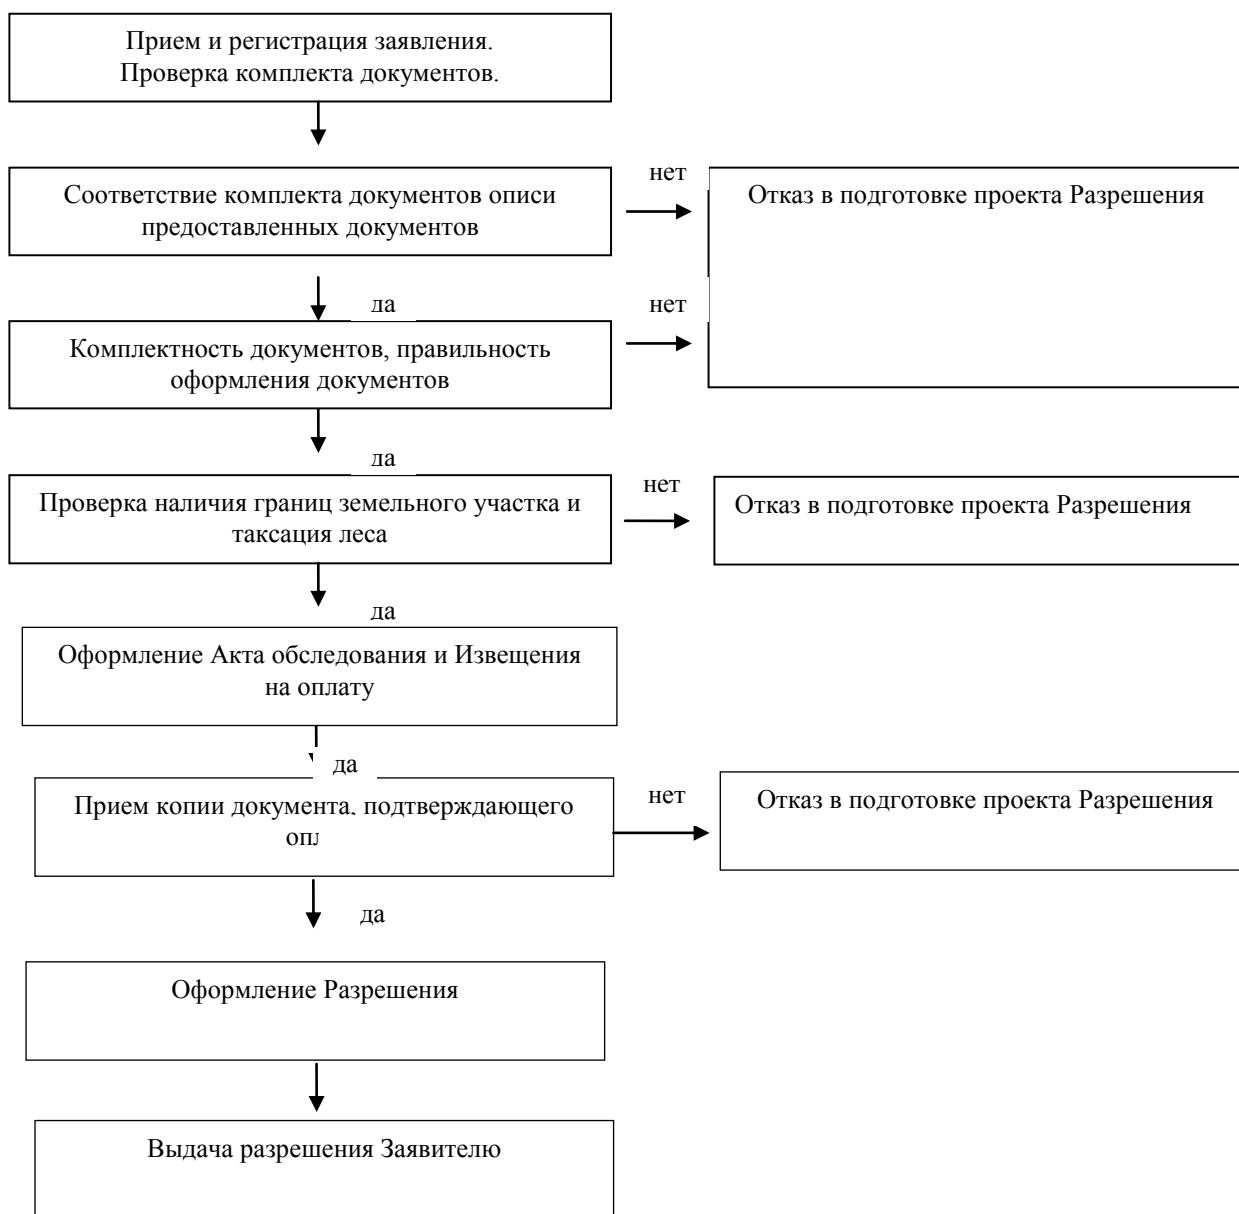 Прием и регистрация заявления.
Проверка комплекта документов.
нет
Соответствие комплекта документов описи
предоставленных документов
Отказ в подготовке проекта Разрешения
да
нет
Комплектность документов, правильность
оформления документов
да
Проверка наличия границ земельного участка и
таксация леса
нет
Отказ в подготовке проекта Разрешения
да
Оформление Акта обследования и Извещения
на оплату
да
Прием копии документа, подтверждающего
нет
Отказ в подготовке проекта Разрешения
да
Оформление Разрешения
Выдача разрешения Заявителю